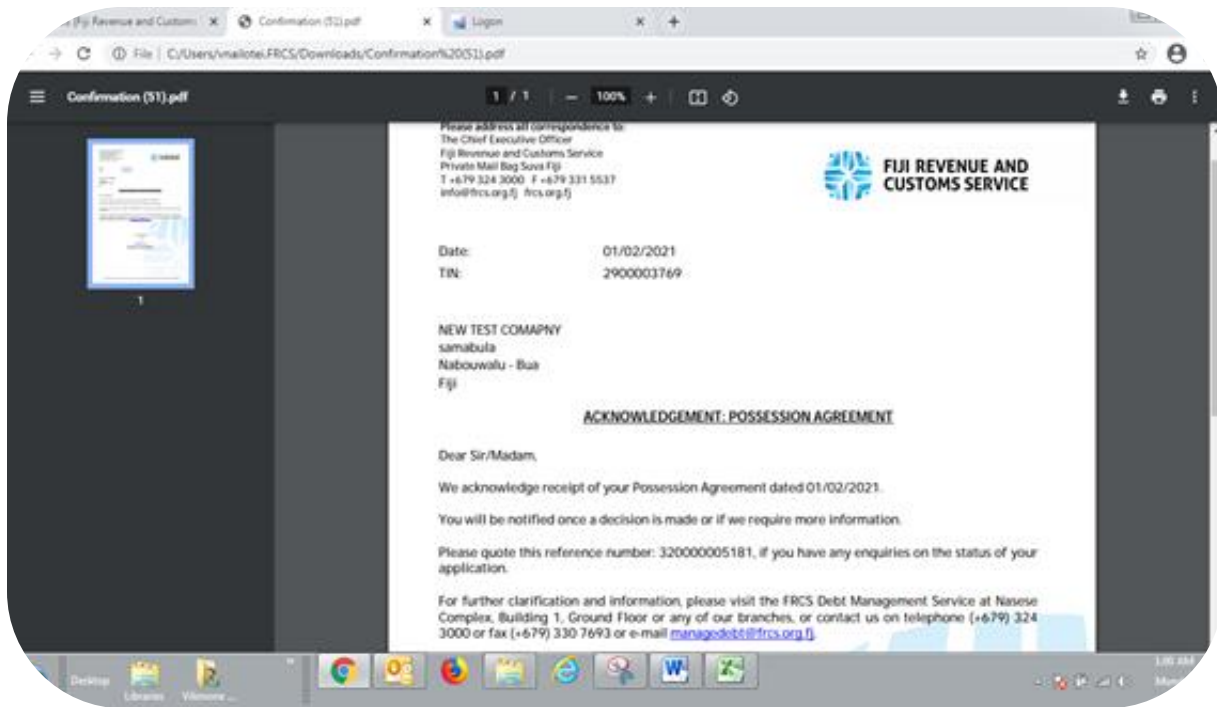 (Fiji Revenue and Customs
Confirmation (51).pdf
Logon
File | C:/Users/vnailotei.FRCS/Downloads/Confirmation%20(51).pdf
Confirmation (51).pdf
1 / 1
100%
1
Please address all correspondence to:
The Chief Executive Officer
Fiji Revenue and Customs Service
Private Mail Bag Suva Fiji
T +679 324 3000 F +679 331 5537
info@frcs.org.fj frcs.org.fj
FIJI REVENUE AND
CUSTOMS SERVICE
Date: 01/02/2021
TIN: 2900003769
NEW TEST COMAPNY
samabula
Nabouwalu - Bua
Fiji
ACKNOWLEDGEMENT: POSSESSION AGREEMENT
Dear Sir/Madam,
We acknowledge receipt of your Possession Agreement dated 01/02/2021.
You will be notified once a decision is made or if we require more information.
Please quote this reference number: 320000005181, if you have any enquiries on the status of your
application.
For further clarification and information, please visit the FRCS Debt Management Service at Nasese
Complex, Building 1, Ground Floor or any of our branches, or contact us on telephone (+679) 324
3000 or fax (+679) 330 7693 or e-mail managedebt@frcs.org.fj.
Desktop
Libraries
1:00 AM